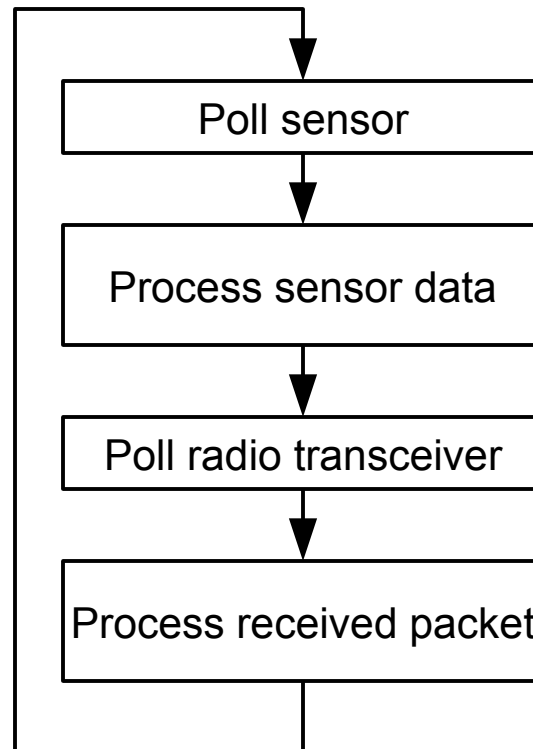 Poll sensor
Process sensor data
Poll radio transceiver
Process received packet